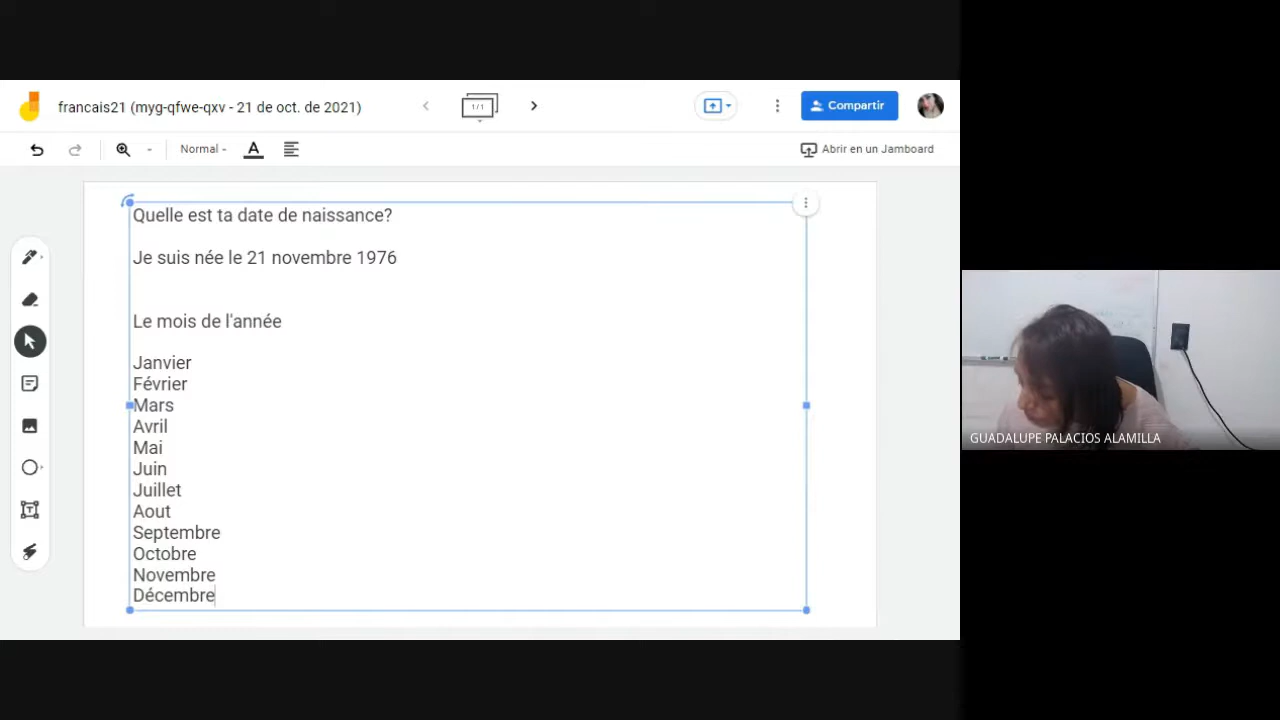 francais21 (myg-qfwe-qxv - 21 de oct. de 2021)
1/1
Compartir
Normal
A
Abrir en un Jamboard
Quelle est ta date de naissance?
Je suis née le 21 novembre 1976
Le mois de l'année
Janvier
Février
Mars
Avril
Mai
Juin
Juillet
Aout
Septembre
Octobre
Novembre
Décembre
GUADALUPE PALACIOS ALAMILLA